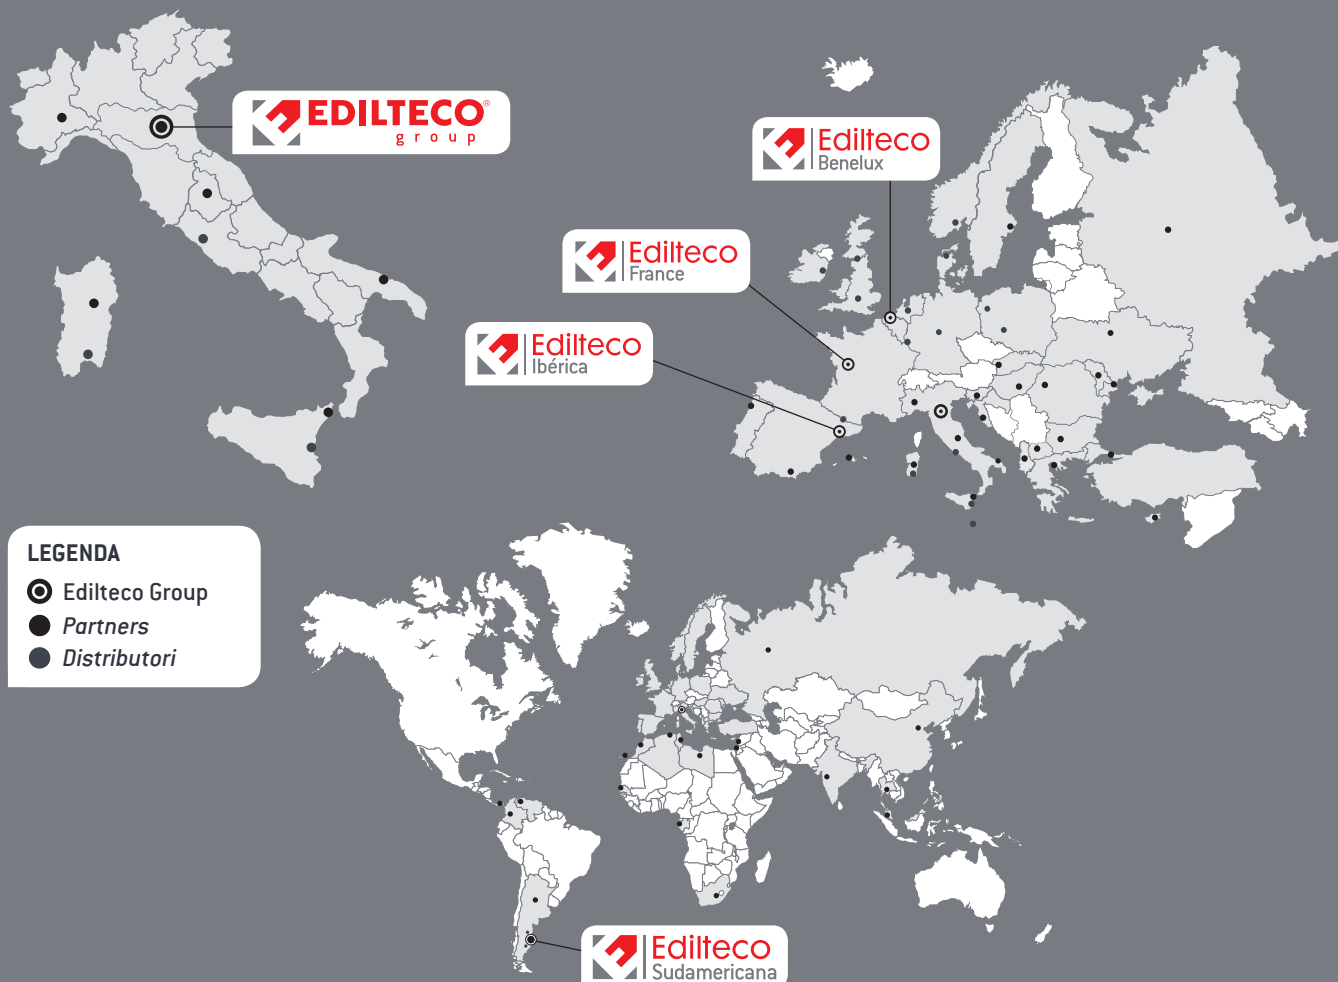 EDILTECO®
group
Edilteco
Benelux
Edilteco
France
Edilteco
Ibérica
LEGENDA
Edilteco Group
Partners
Distributori
Edilteco
Sudamericana